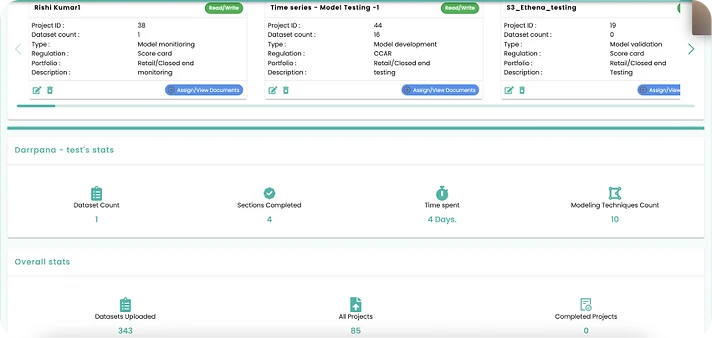 Rishi Kumar1 Read/Write
Project ID : 38
Dataset count : 1
Type : Model monitioring
Regulation : Score card
Portfolio : Retail/Closed end
Description : monitoring
Assign/View Documents
Time series - Model Testing -1 Read/Write
Project ID : 44
Dataset count : 16
Type : Model development
Regulation : CCAR
Portfolio : Retail/Closed end
Description : testing
Assign/View Documents
S3_Ethena_testing
Project ID : 19
Dataset count : 0
Type : Model validation
Regulation : Score card
Portfolio : Retail/Closed end
Description : Testing
Assign/View
Darrpana - test's stats
Dataset Count
1
Sections Completed
4
Time spent
4 Days.
Modeling Techniques Count
10
Overall stats
Datasets Uploaded
343
All Projects
85
Completed Projects
0